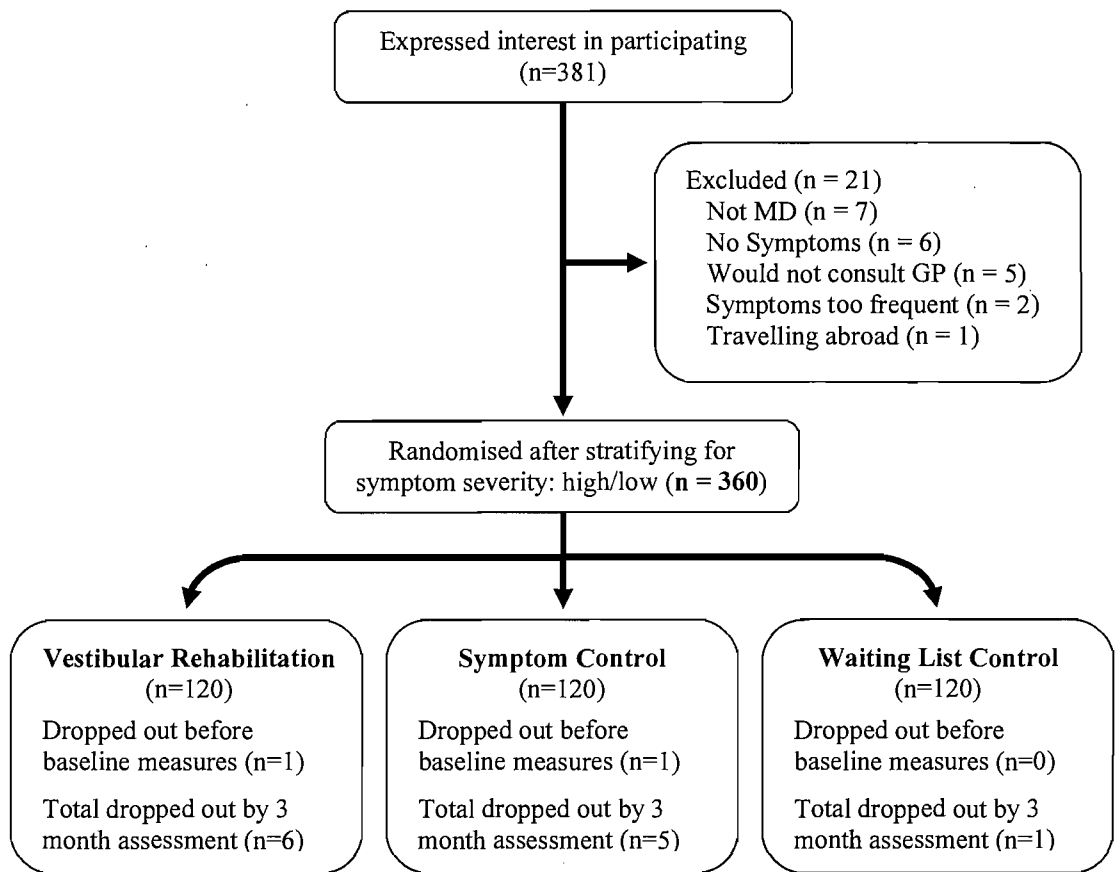 Expressed interest in participating
(n=381)
Excluded (n = 21)
Not MD (n = 7)
No Symptoms (n = 6)
Would not consult GP (n = 5)
Symptoms too frequent (n = 2)
Travelling abroad (n = 1)
Randomised after stratifying for
symptom severity: high/low (n = 360)
Vestibular Rehabilitation
(n=120)
Dropped out before
baseline measures (n=1)
Total dropped out by 3
month assessment (n=6)
Symptom Control
(n=120)
Dropped out before
baseline measures (n=1)
Total dropped out by 3
month assessment (n=5)
Waiting List Control
(n=120)
Dropped out before
baseline measures (n=0)
Total dropped out by 3
month assessment (n=1)